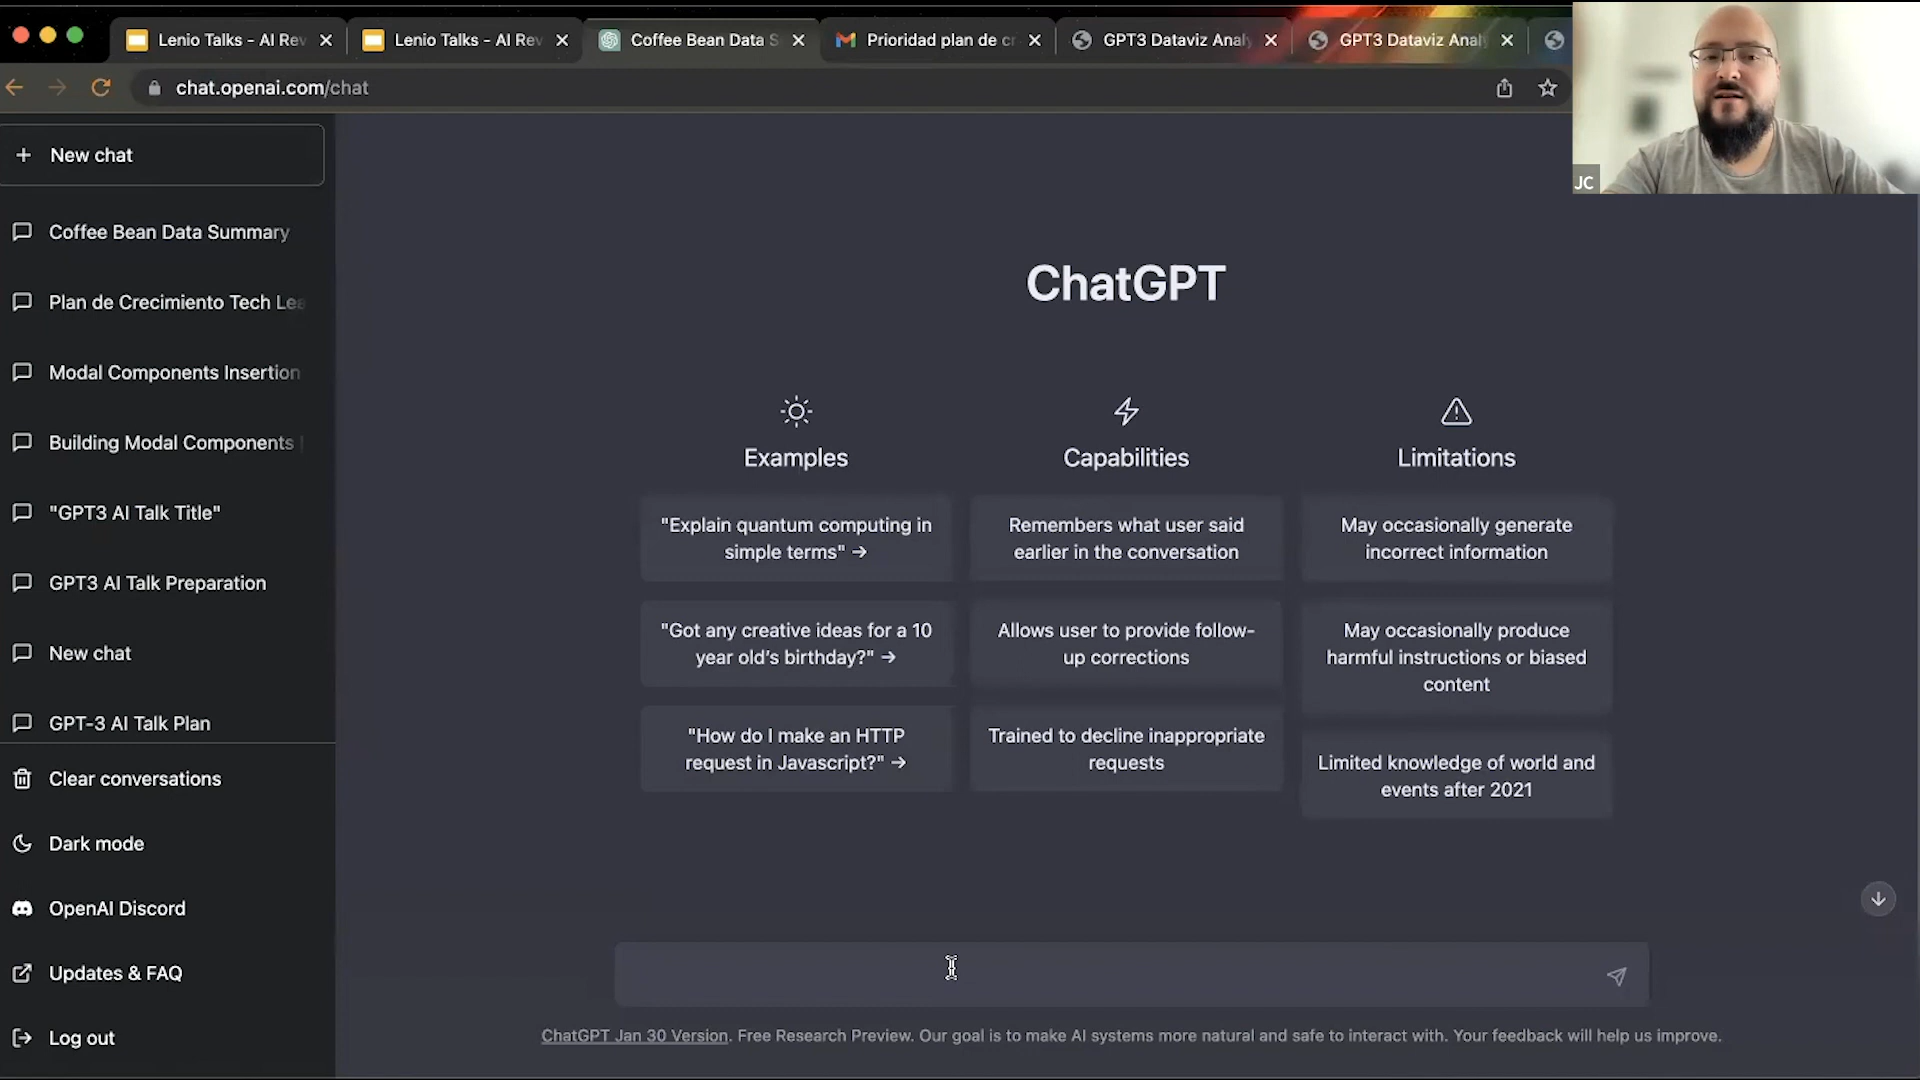 Lenio Talks - AI Rev
Lenio Talks - AI Rev
Coffee Bean Data S
Prioridad plan de cr
GPT3 Dataviz Anal
GPT3 Dataviz Anal
chat.openai.com/chat
JC
New chat
Coffee Bean Data Summary
Plan de Crecimiento Tech Lea
Modal Components Insertion
Building Modal Components
"GPT3 AI Talk Title"
GPT3 AI Talk Preparation
New chat
GPT-3 AI Talk Plan
Clear conversations
Dark mode
OpenAI Discord
Updates & FAQ
Log out
ChatGPT
Examples
"Explain quantum computing in
simple terms" →
"Got any creative ideas for a 10
year old's birthday?" →
"How do I make an HTTP
request in Javascript?" →
Capabilities
Remembers what user said
earlier in the conversation
Allows user to provide follow-
up corrections
Trained to decline inappropriate
requests
Limitations
May occasionally generate
incorrect information
May occasionally produce
harmful instructions or biased
content
Limited knowledge of world and
events after 2021
ChatGPT Jan 30 Version. Free Research Preview. Our goal is to make AI systems more natural and safe to interact with. Your feedback will help us improve.